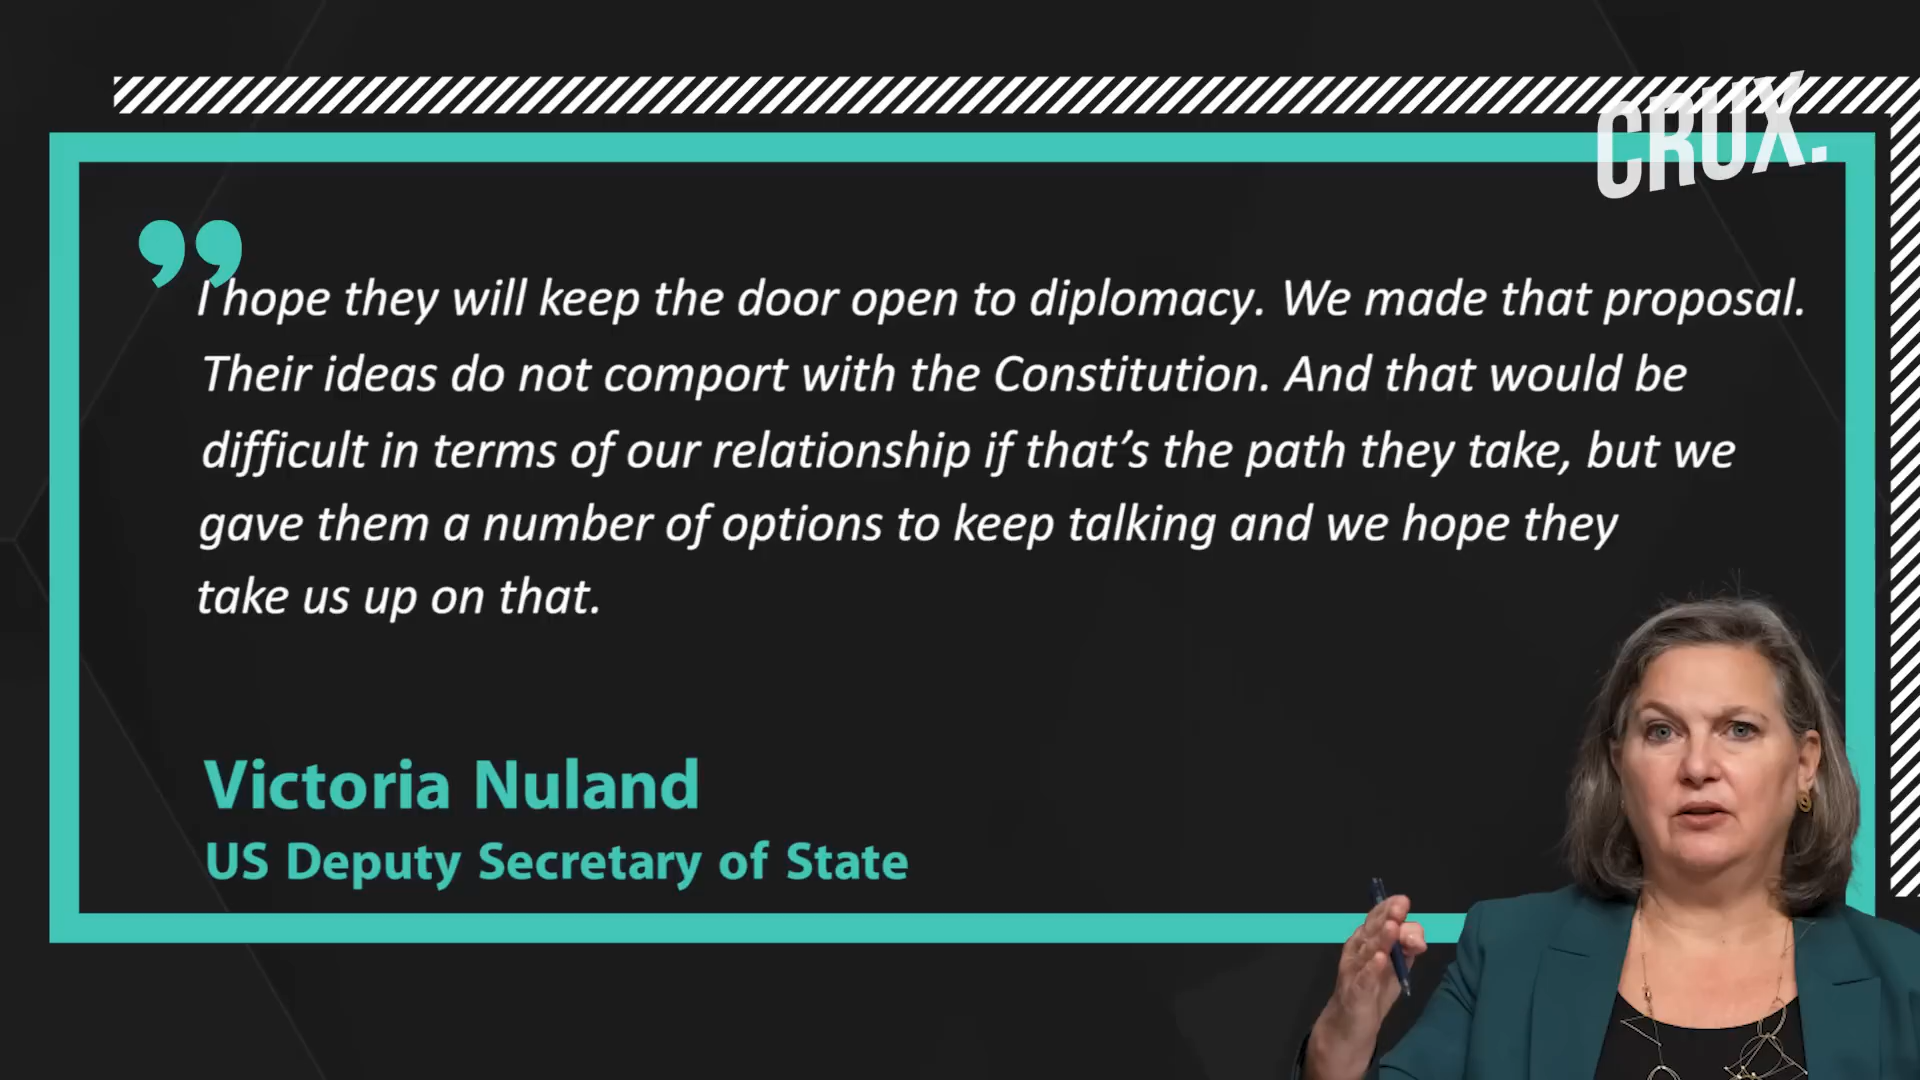 CRUX.
”
I hope they will keep the door open to diplomacy. We made that proposal.
Their ideas do not comport with the Constitution. And that would be
difficult in terms of our relationship if that’s the path they take, but we
gave them a number of options to keep talking and we hope they
take us up on that.
Victoria Nuland
US Deputy Secretary of State